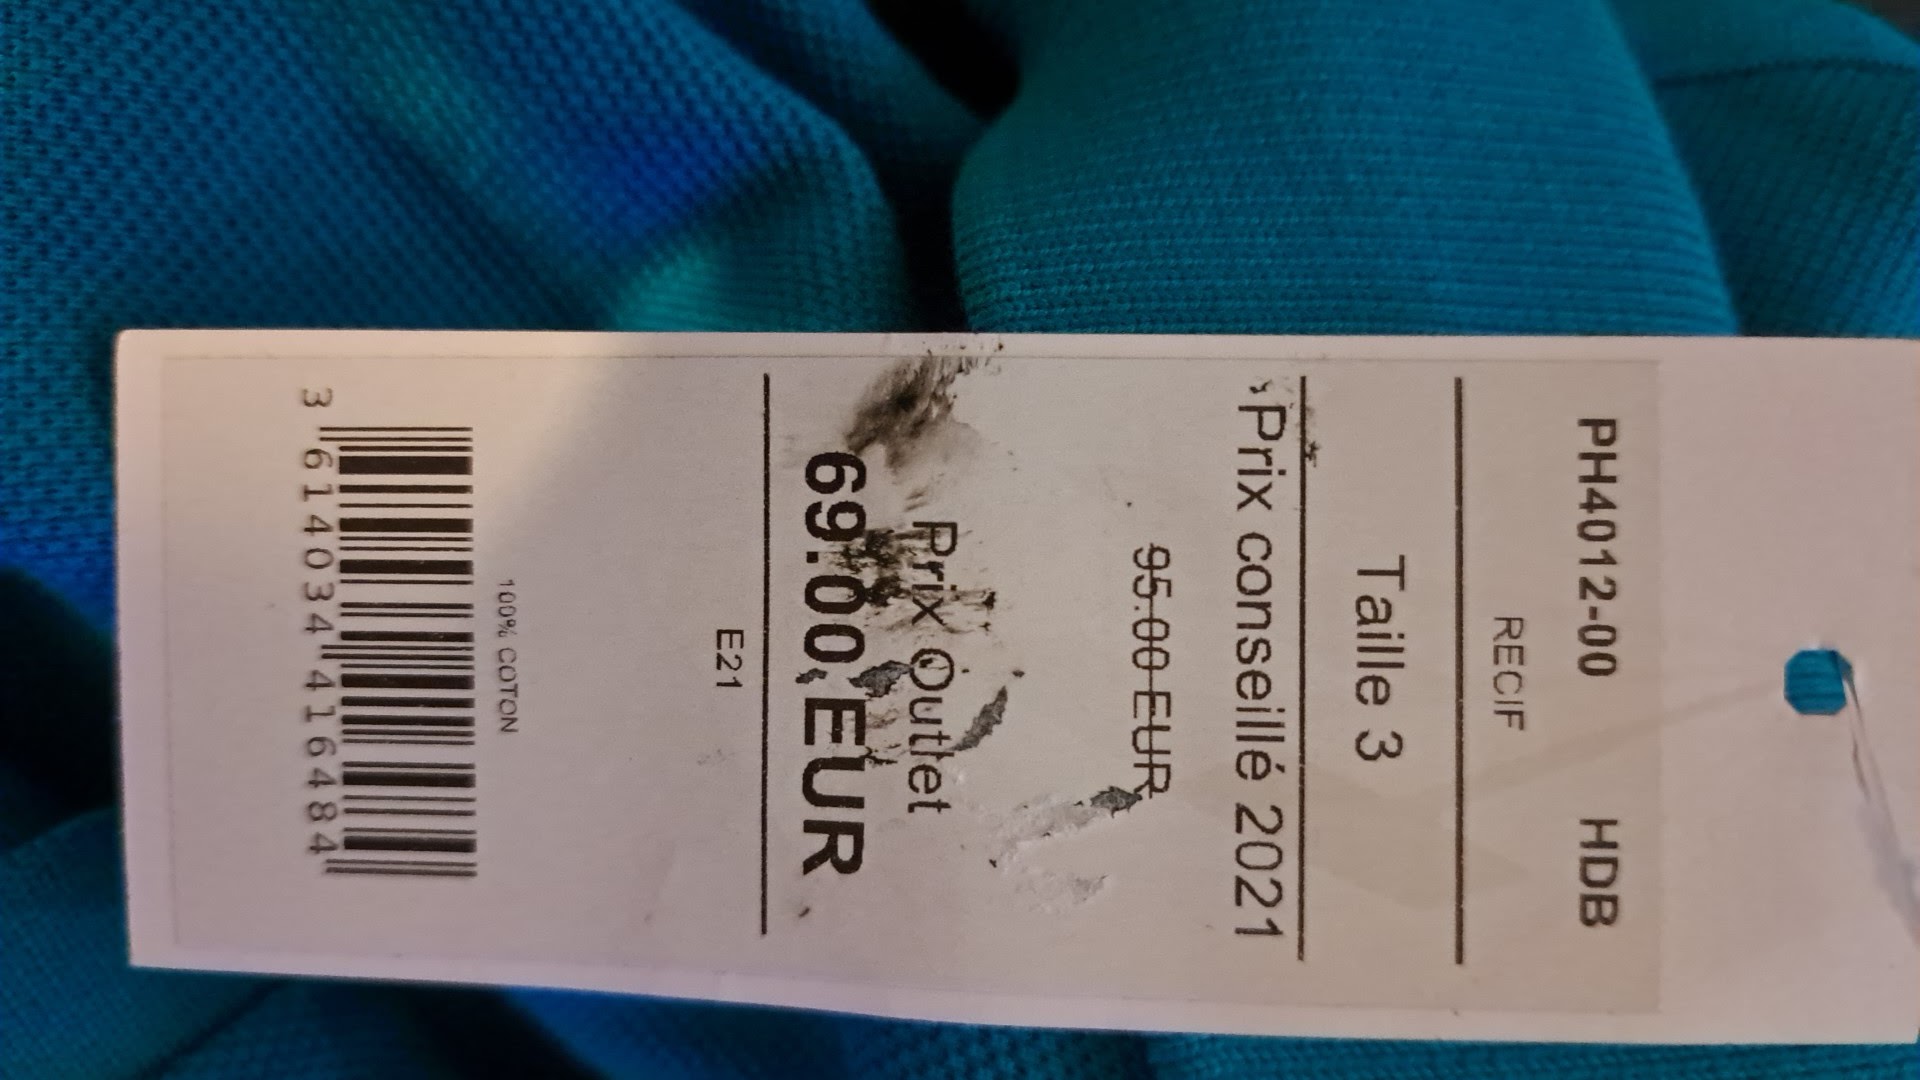 PH4012-00 HDB
RECIF
Taille 3
Prix conseillé 2021
95.00 EUR
Prix Outlet
69.00 EUR
E21
100% COTON
3 614034 416484